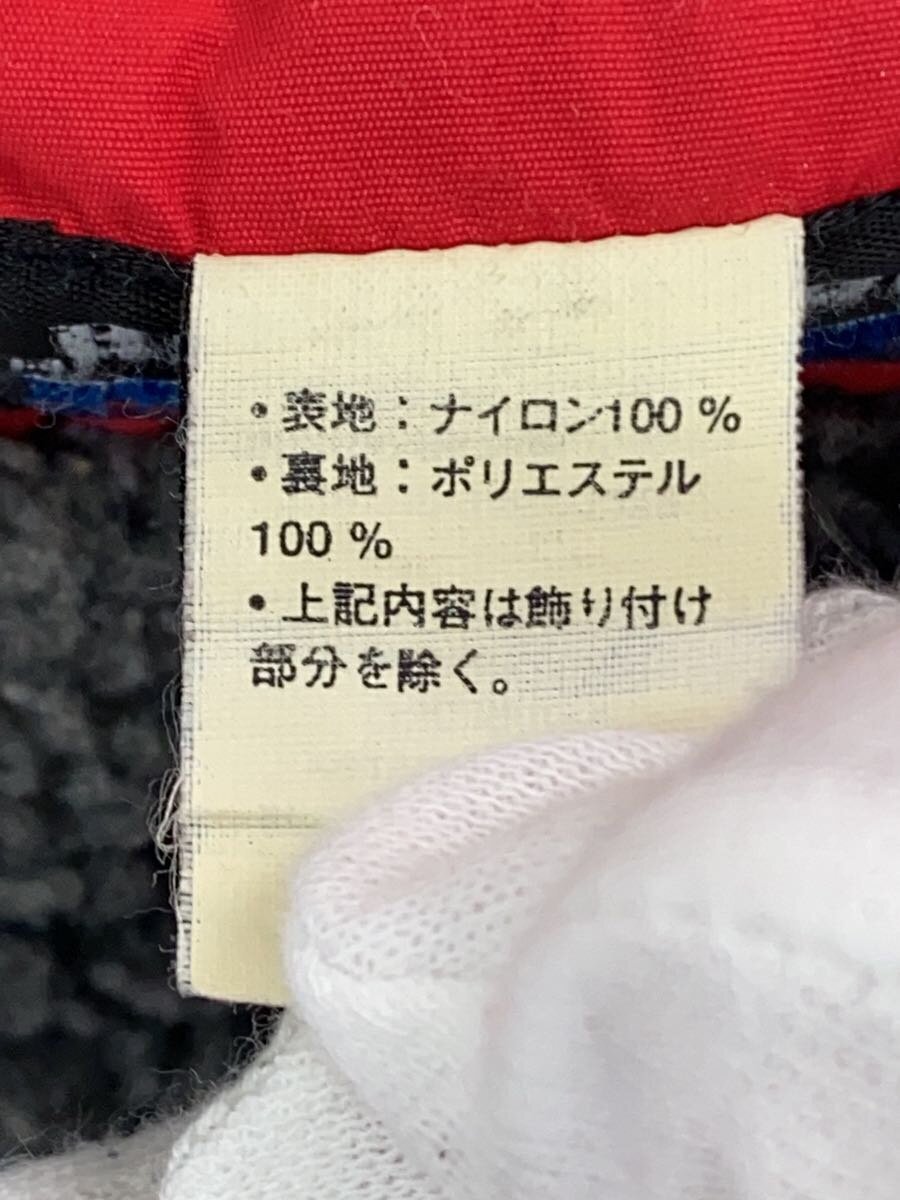 ・表地：ナイロン100 %
・裏地：ポリエステル
100 %
・上記内容は飾り付け
部分を除く。